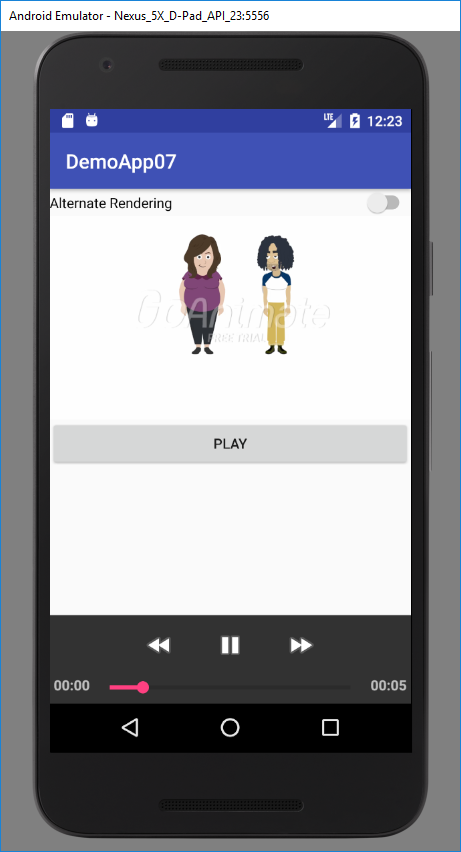 Android Emulator - Nexus_5X_D-Pad_API_23:5556
LTE 12:23
DemoApp07
Alternate Rendering
GoAnimate
FREE TRIAL
PLAY
00:00 00:05